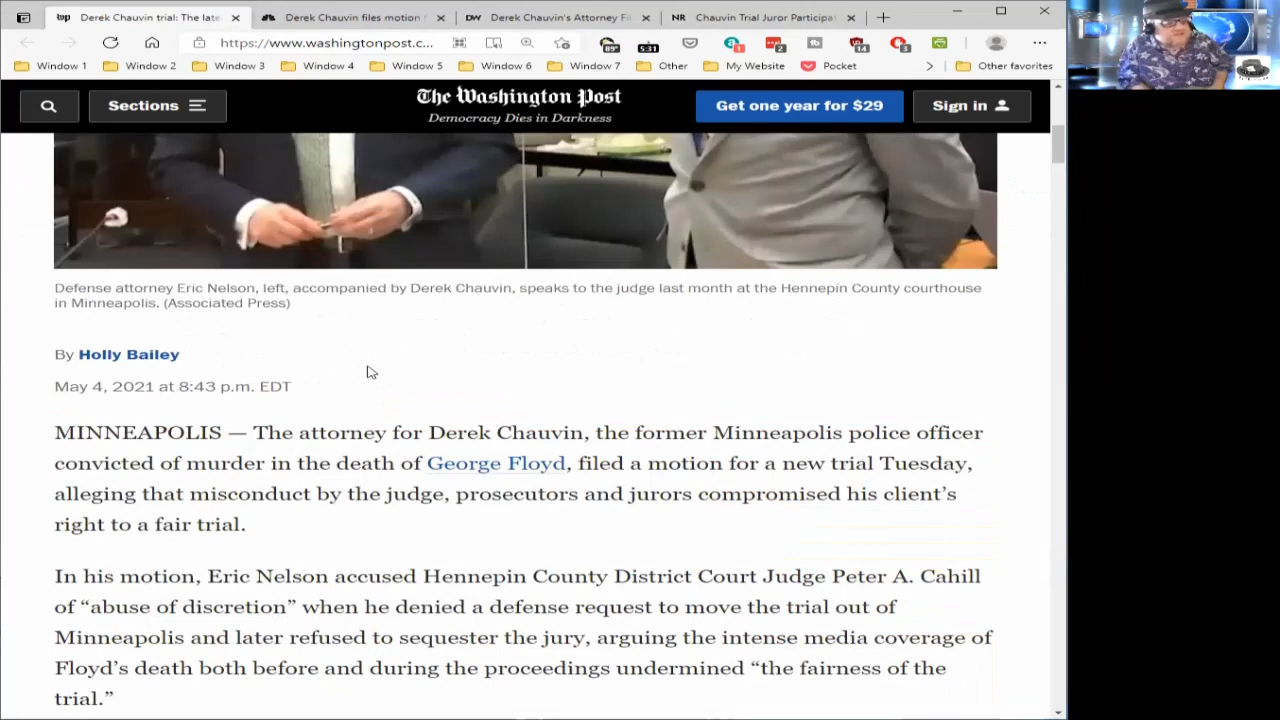 Derek Chauvin trial: The late
Derek Chauvin files motion f
DW Derek Chauvin's Attorney Fi
NR Chauvin Trial Juror Participat
https://www.washingtonpost.c...
89°
5:31
1
2
14
3
Window 1
Window 2
Window 3
Window 4
Window 5
Window 6
Window 7
Other
My Website
Pocket
Other favorites
Sections
The Washington Post
Democracy Dies in Darkness
Get one year for $29
Sign in
Defense attorney Eric Nelson, left, accompanied by Derek Chauvin, speaks to the judge last month at the Hennepin County courthouse
in Minneapolis. (Associated Press)
By Holly Bailey
May 4, 2021 at 8:43 p.m. EDT
MINNEAPOLIS — The attorney for Derek Chauvin, the former Minneapolis police officer
convicted of murder in the death of George Floyd, filed a motion for a new trial Tuesday,
alleging that misconduct by the judge, prosecutors and jurors compromised his client’s
right to a fair trial.
In his motion, Eric Nelson accused Hennepin County District Court Judge Peter A. Cahill
of “abuse of discretion” when he denied a defense request to move the trial out of
Minneapolis and later refused to sequester the jury, arguing the intense media coverage of
Floyd’s death both before and during the proceedings undermined “the fairness of the
trial.”